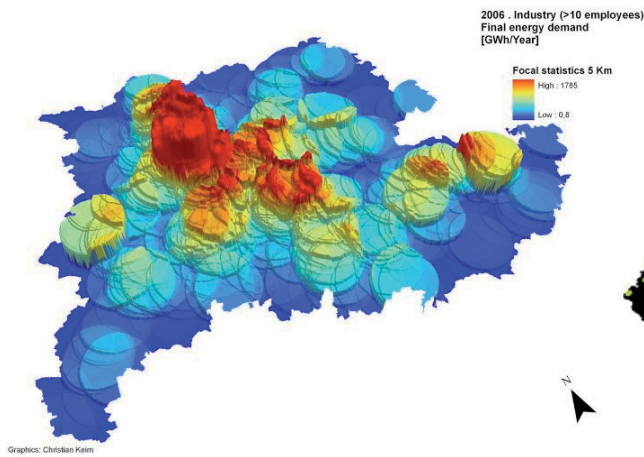 2006 . Industry (>10 employees)
Final energy demand
[GWh/Year]
Focal statistics 5 Km
High : 1785
Low : 0,8
N
Graphics: Christian Keim